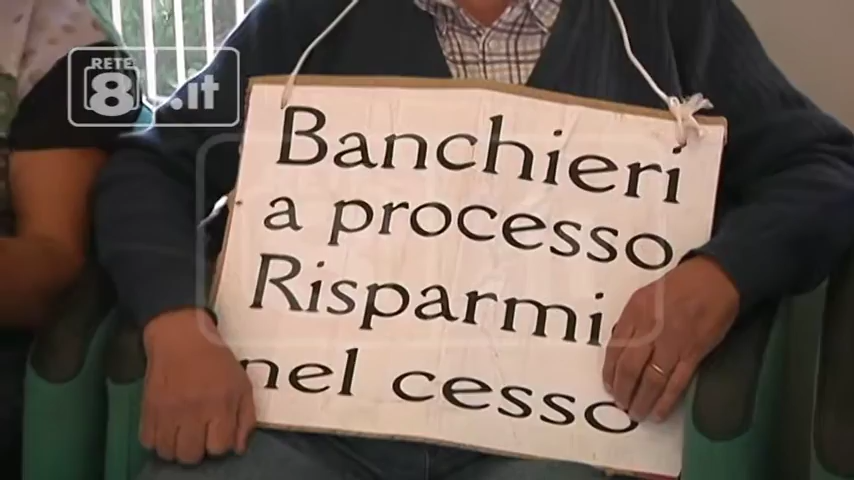 RETE
8.it
Banchieri
a processo
Risparmi
nel cesso